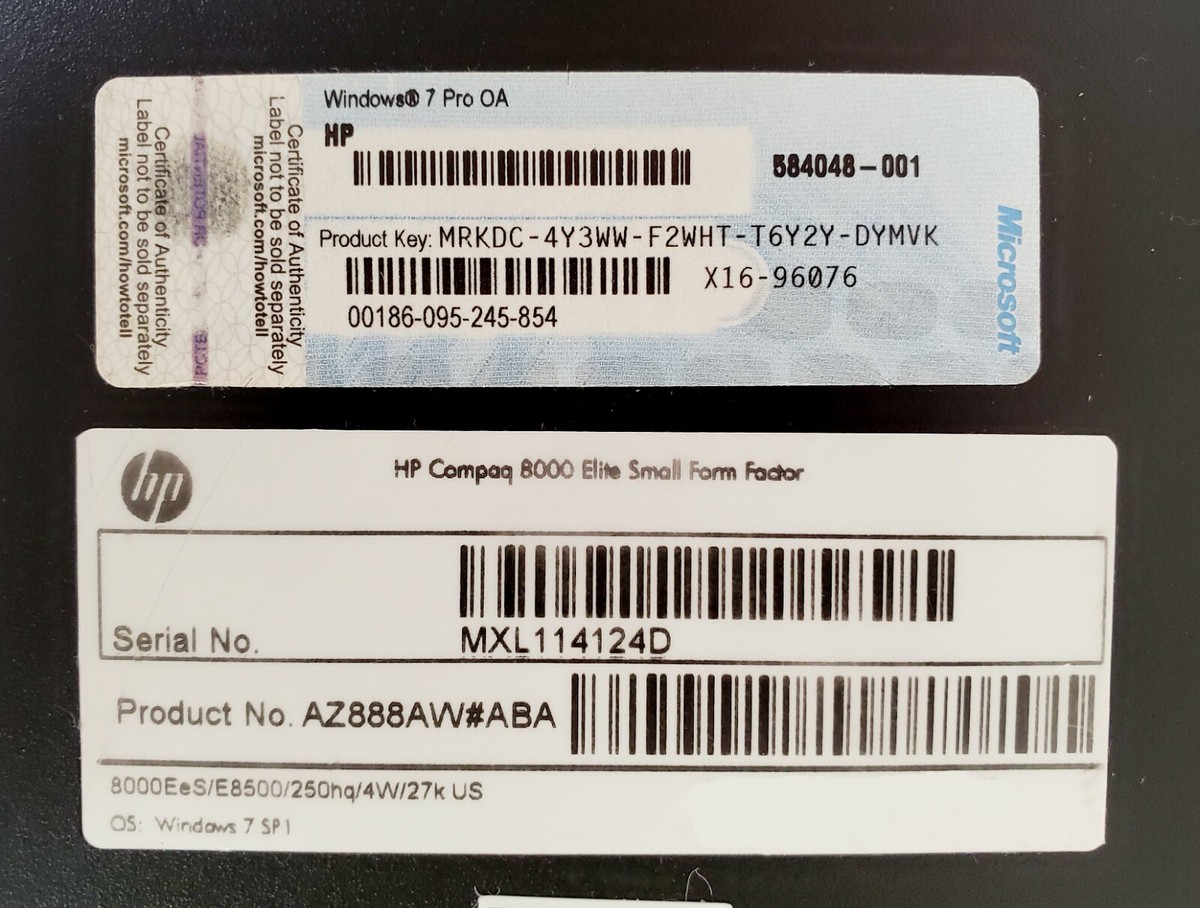 Certificate of Authenticity
Label not to be sold separately
microsoft.com/howtotell
Certificate of Authenticity
Label not to be sold separately
microsoft.com/howtotell
Windows® 7 Pro OA
HP
584048-001
Product Key: MRKDC-4Y3WW-F2WHT-T6Y2Y-DYMVK
X16-96076
00186-095-245-854
Microsoft
hp
HP Compaq 8000 Elite Small Form Factor
Serial No. MXL114124D
Product No. AZ888AW#ABA
8000EeS/E8500/250hq/4W/27k US
OS: Windows 7 SP1